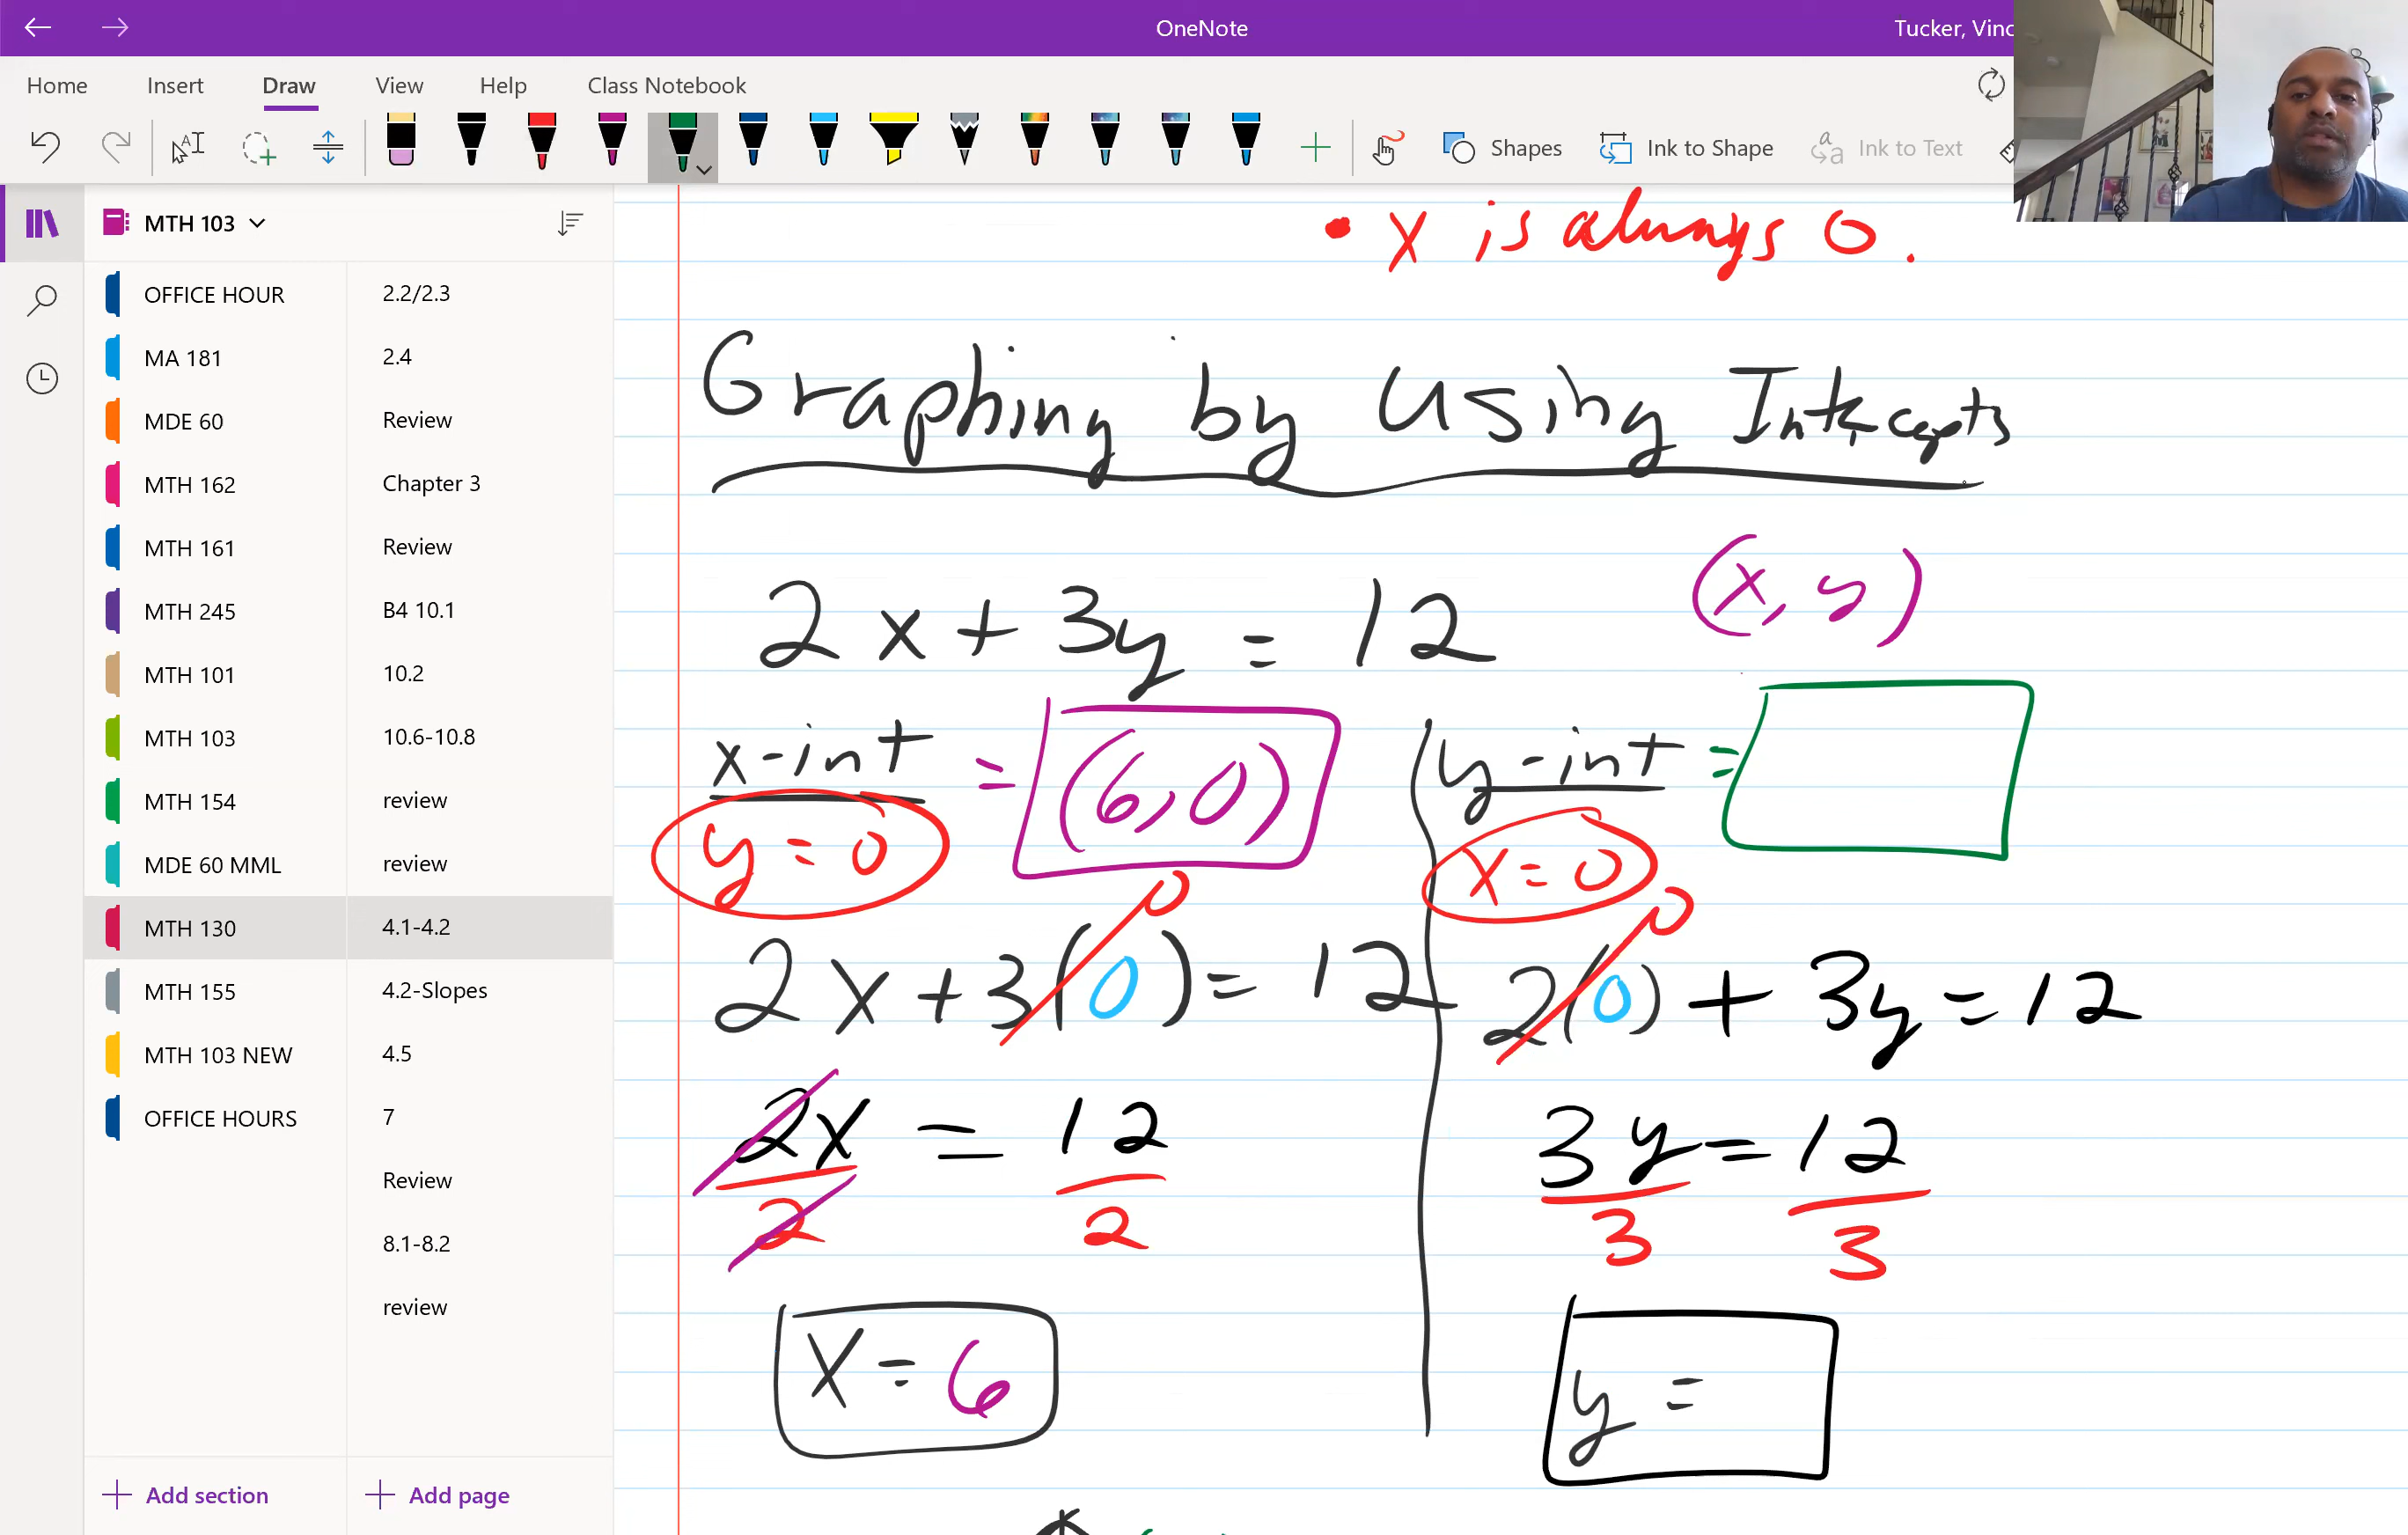 OneNote
Tucker, Vinc
Home Insert Draw View Help Class Notebook
Shapes Ink to Shape Ink to Text
MTH 103
OFFICE HOUR
MA 181
MDE 60
MTH 162
MTH 161
MTH 245
MTH 101
MTH 103
MTH 154
MDE 60 MML
MTH 130
MTH 155
MTH 103 NEW
OFFICE HOURS
Add section
2.2/2.3
2.4
Review
Chapter 3
Review
B4 10.1
10.2
10.6-10.8
review
review
4.1-4.2
4.2-Slopes
4.5
7
Review
8.1-8.2
review
Add page
• x is always 0.
Graphing by Using Intercepts
2x + 3y = 12
(x, y)
x-int = (6, 0)
y = 0
2x + 3(0) = 12
0
2x = 12
2 2
x = 6
y-int =
x = 0
0
2(0) + 3y = 12
3y = 12
3 3
y =